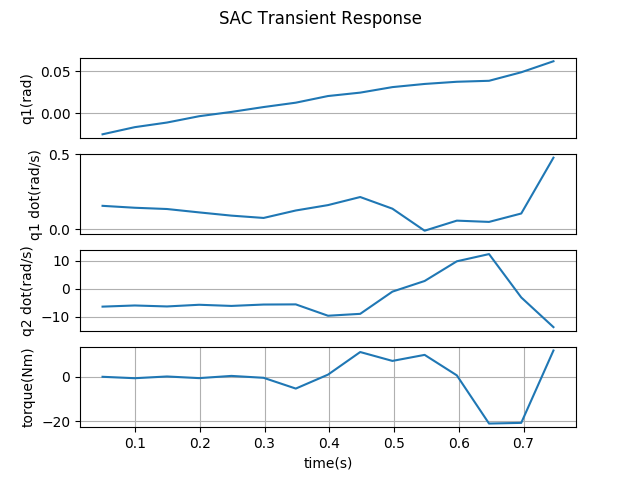 SAC Transient Response
0.05
0.00
q1(rad)
0.5
0.0
q1 dot(rad/s)
10
0
−10
q2 dot(rad/s)
0
−20
torque(Nm)
0.1 0.2 0.3 0.4 0.5 0.6 0.7
time(s)